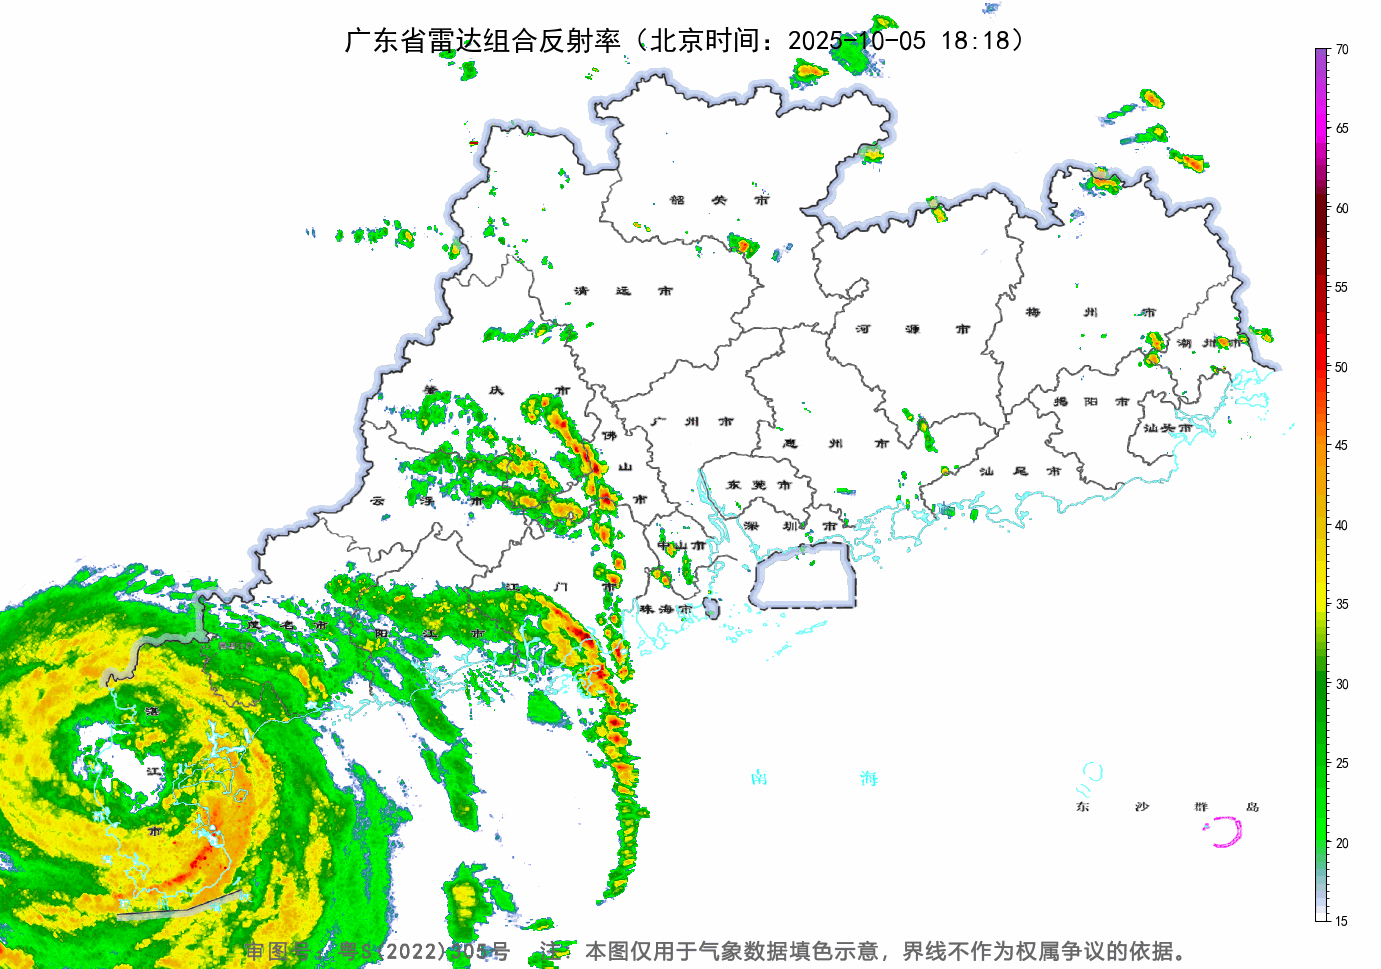 广东省雷达组合反射率（北京时间：2025-10-05 18:18）
70
65
60
55
50
45
40
35
30
25
20
15
韶 关 市
清 远 市
梅 州 市
河 源 市
潮 州 市
肇 庆 市
揭 阳 市
广 州 市
汕头市
佛 山 市
惠 州 市
汕 尾 市
东 莞 市
云 浮 市
深 圳 市
中山市
江 门 市
珠海市
茂 名 市
阳 江 市
湛 江 市
南 海
东 沙 群 岛
审图号：粤S(2022)305号 注：本图仅用于气象数据填色示意，界线不作为权属争议的依据。